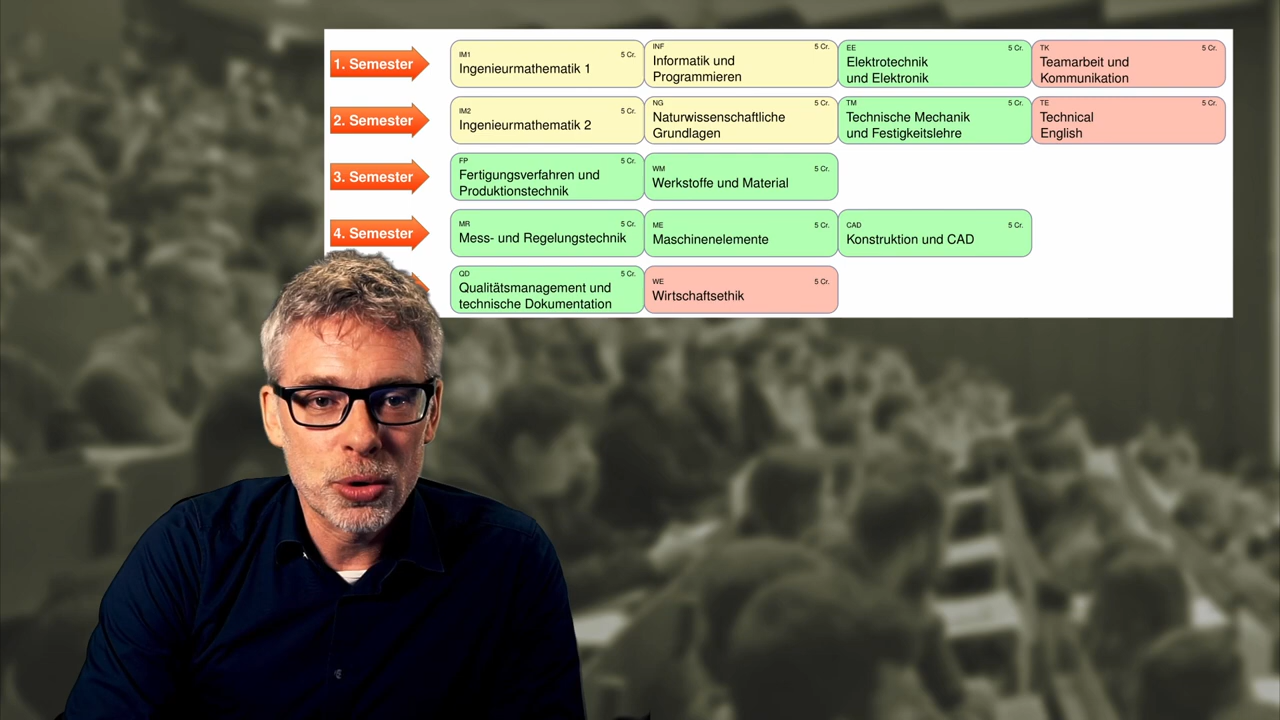 1. Semester
IM1 5 Cr.
Ingenieurmathematik 1
INF 5 Cr.
Informatik und
Programmieren
EE 5 Cr.
Elektrotechnik
und Elektronik
TK 5 Cr.
Teamarbeit und
Kommunikation
2. Semester
IM2 5 Cr.
Ingenieurmathematik 2
NG 5 Cr.
Naturwissenschaftliche
Grundlagen
TM 5 Cr.
Technische Mechanik
und Festigkeitslehre
TE 5 Cr.
Technical
English
3. Semester
FP 5 Cr.
Fertigungsverfahren und
Produktionstechnik
WM 5 Cr.
Werkstoffe und Material
4. Semester
MR 5 Cr.
Mess- und Regelungstechnik
ME 5 Cr.
Maschinenelemente
CAD 5 Cr.
Konstruktion und CAD
QD 5 Cr.
Qualitätsmanagement und
technische Dokumentation
WE 5 Cr.
Wirtschaftsethik